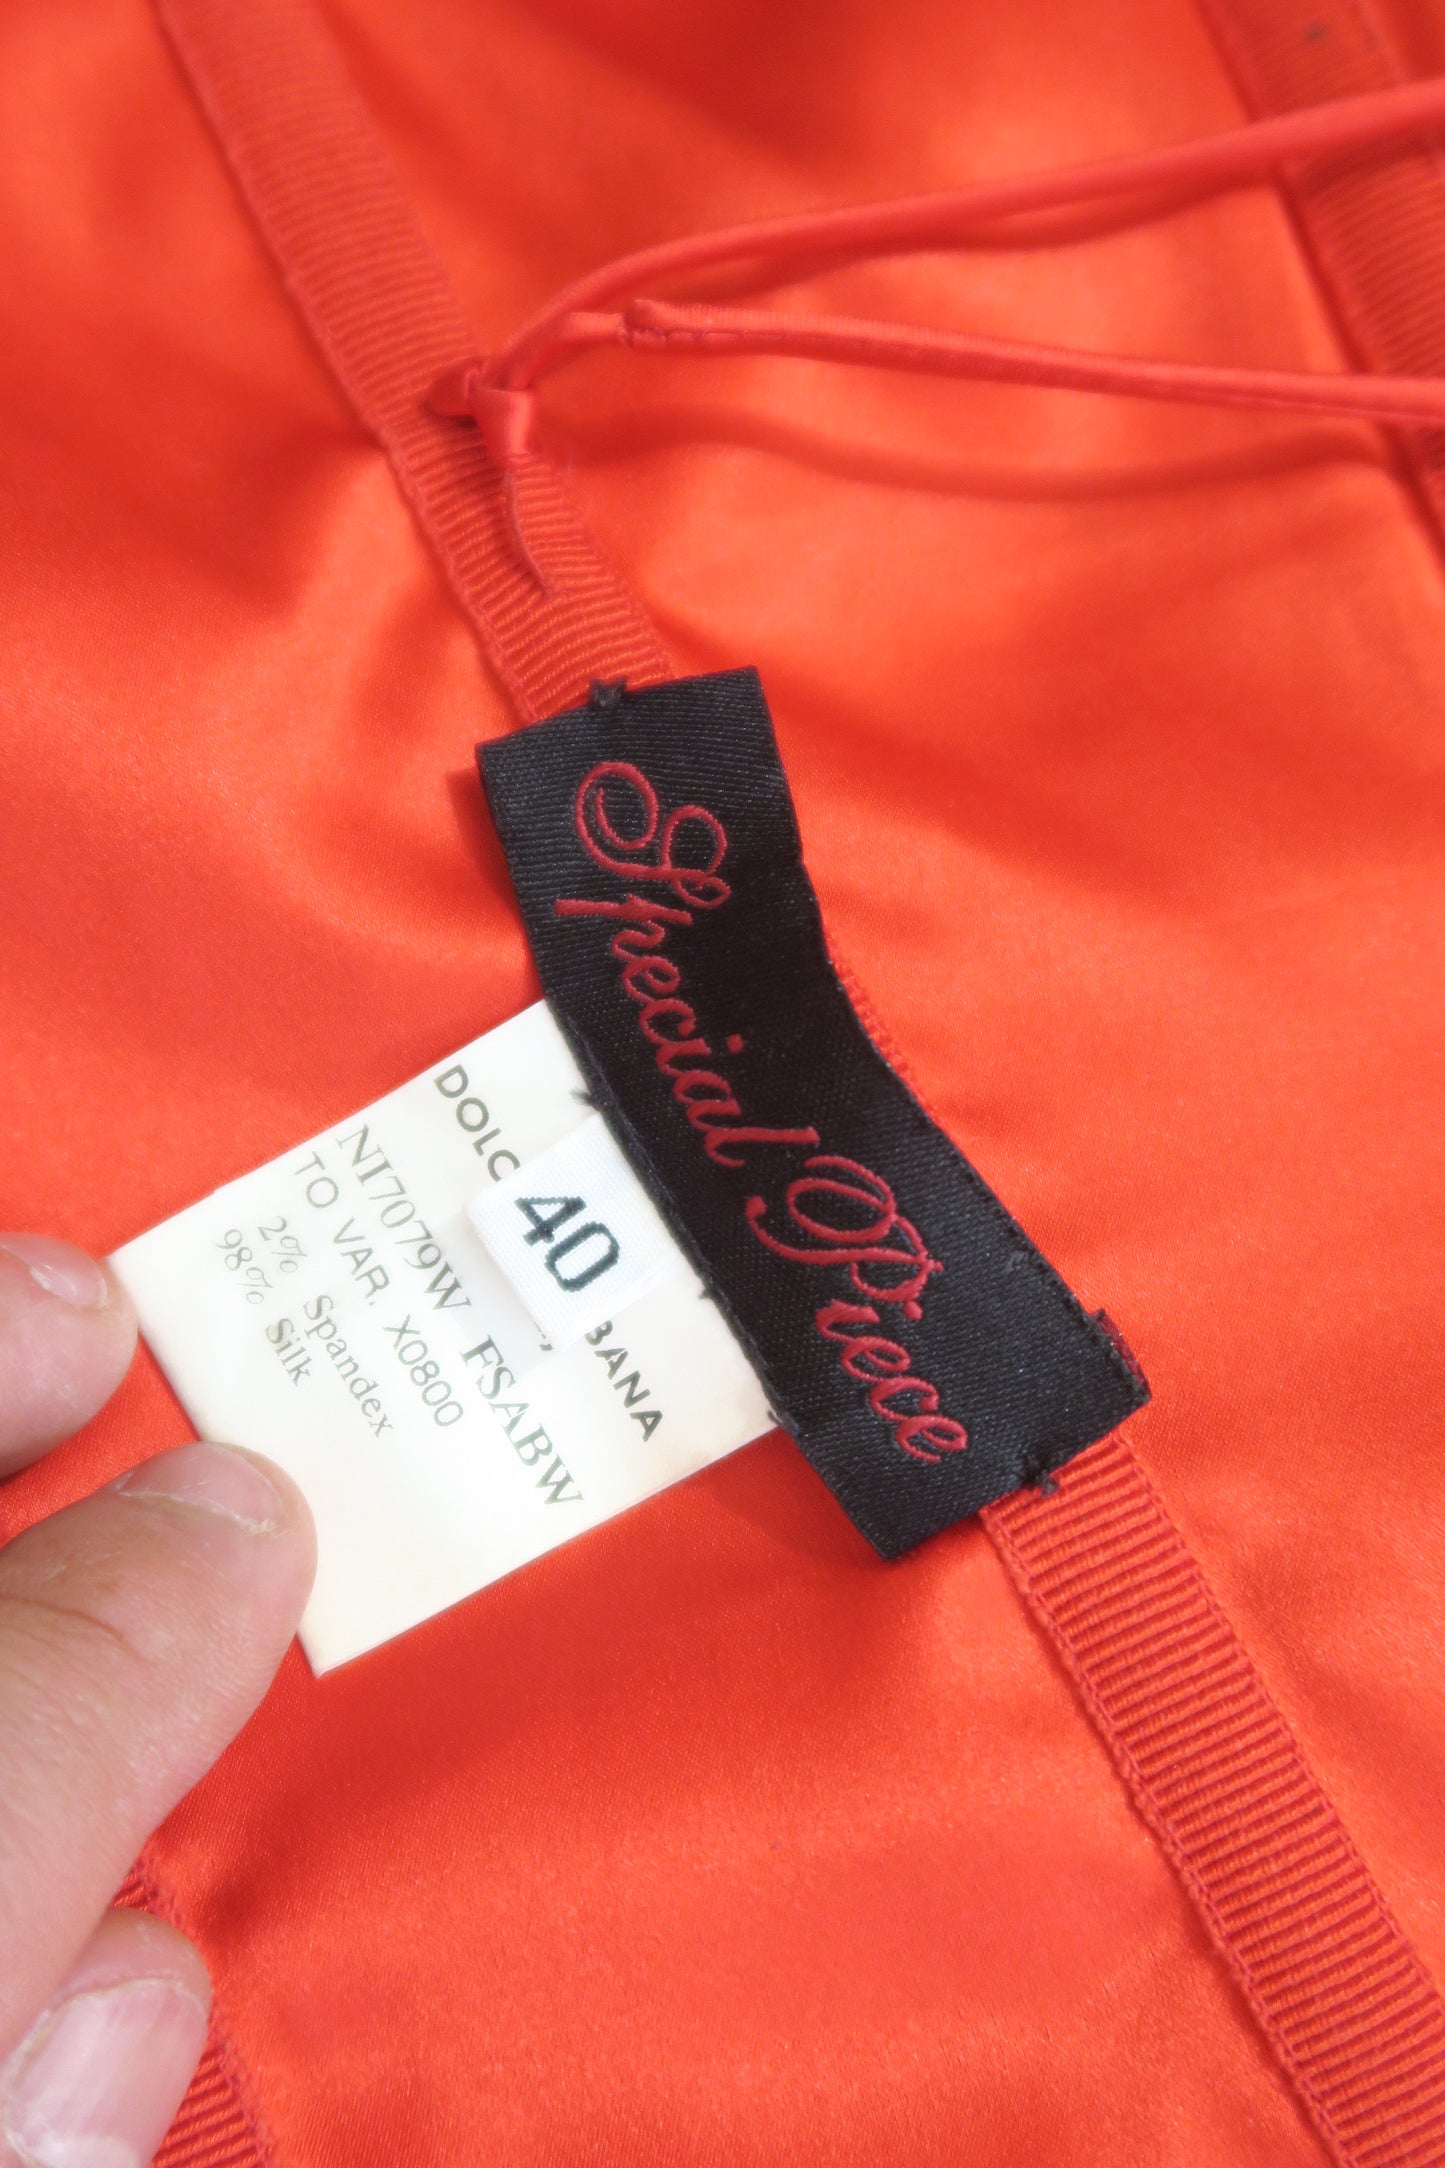 Special Piece
40
DOLC BANA
NI7079W FSABW
TO VAR. X0800
2% Spandex
98% Silk